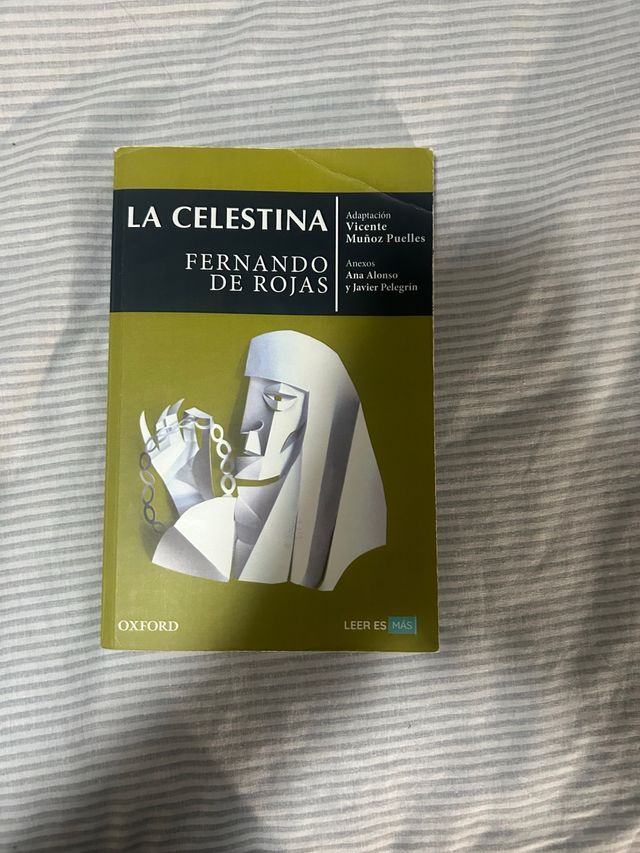 LA CELESTINA
FERNANDO
DE ROJAS
Adaptación
Vicente
Muñoz Puelles
Anexos
Ana Alonso
y Javier Pelegrín
OXFORD
LEER ES MÁS